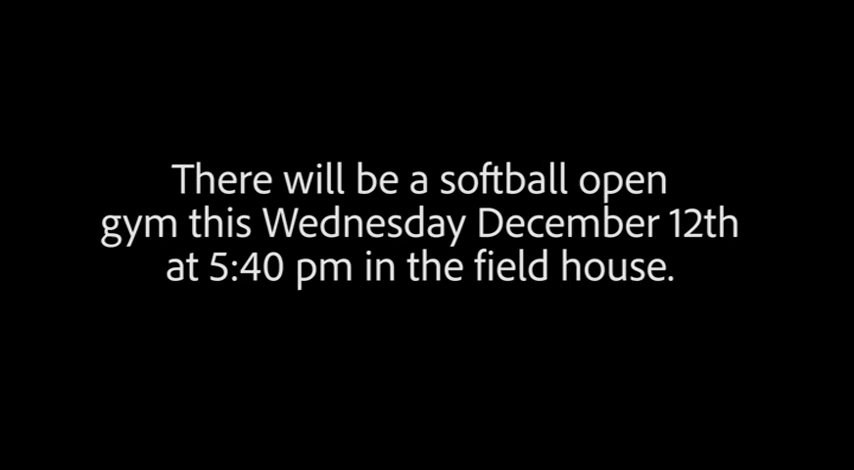 There will be a softball open
gym this Wednesday December 12th
at 5:40 pm in the field house.